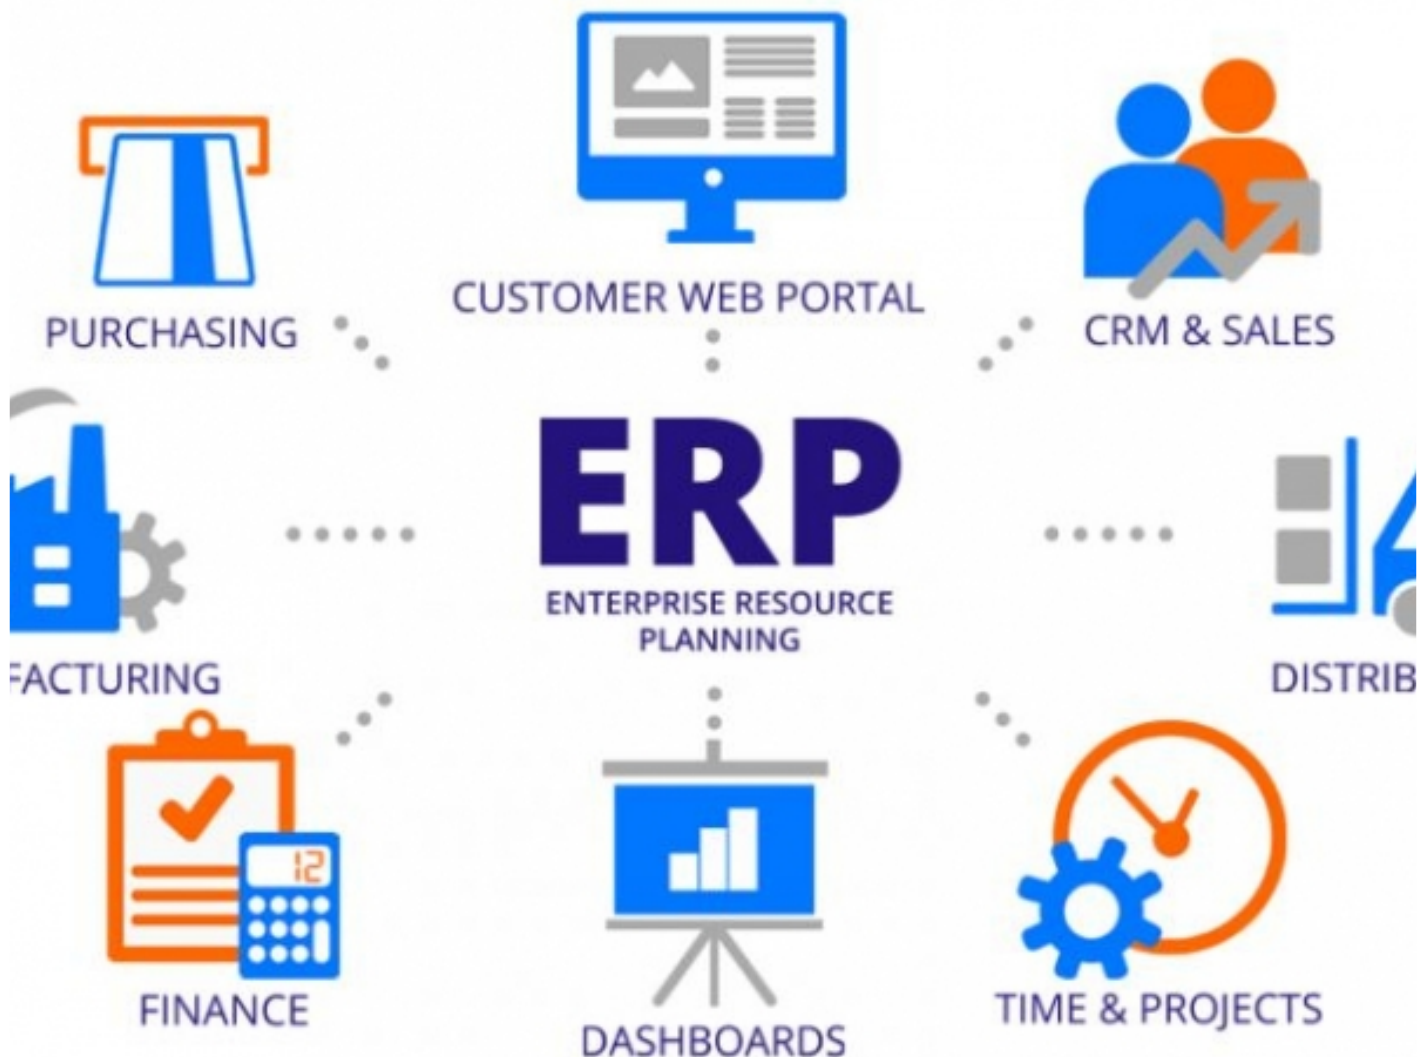 CUSTOMER WEB PORTAL
PURCHASING
CRM & SALES
ERP
ENTERPRISE RESOURCE
PLANNING
FACTURING
DISTRIB
12
FINANCE
TIME & PROJECTS
DASHBOARDS